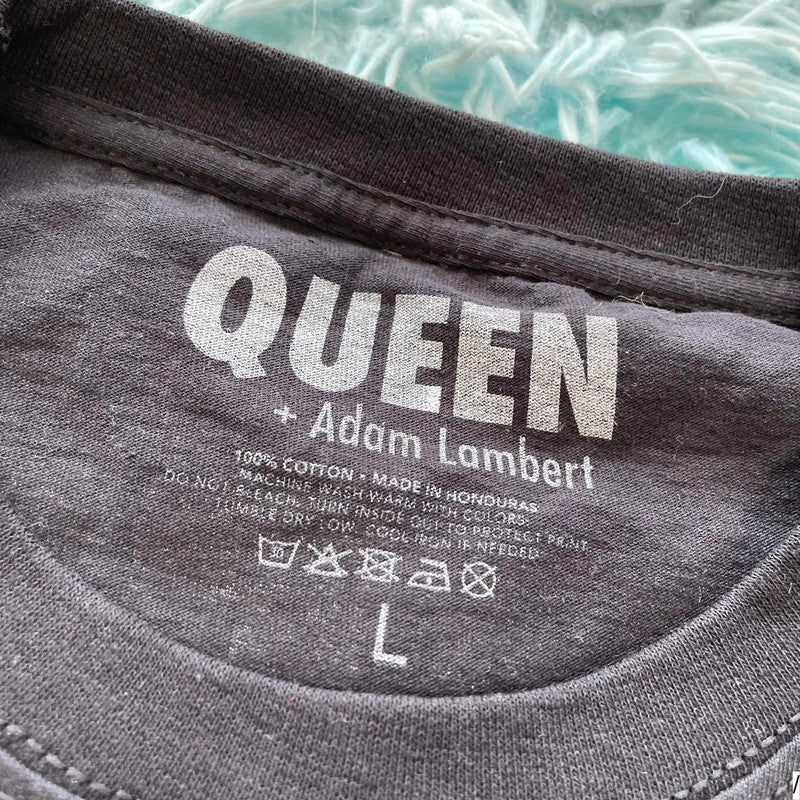 QUEEN
+ Adam Lambert
100% COTTON • MADE IN HONDURAS
MACHINE WASH WARM WITH COLORS.
DO NOT BLEACH. TURN INSIDE OUT TO PROTECT PRINT.
TUMBLE DRY LOW. COOL IRON IF NEEDED.
30
L